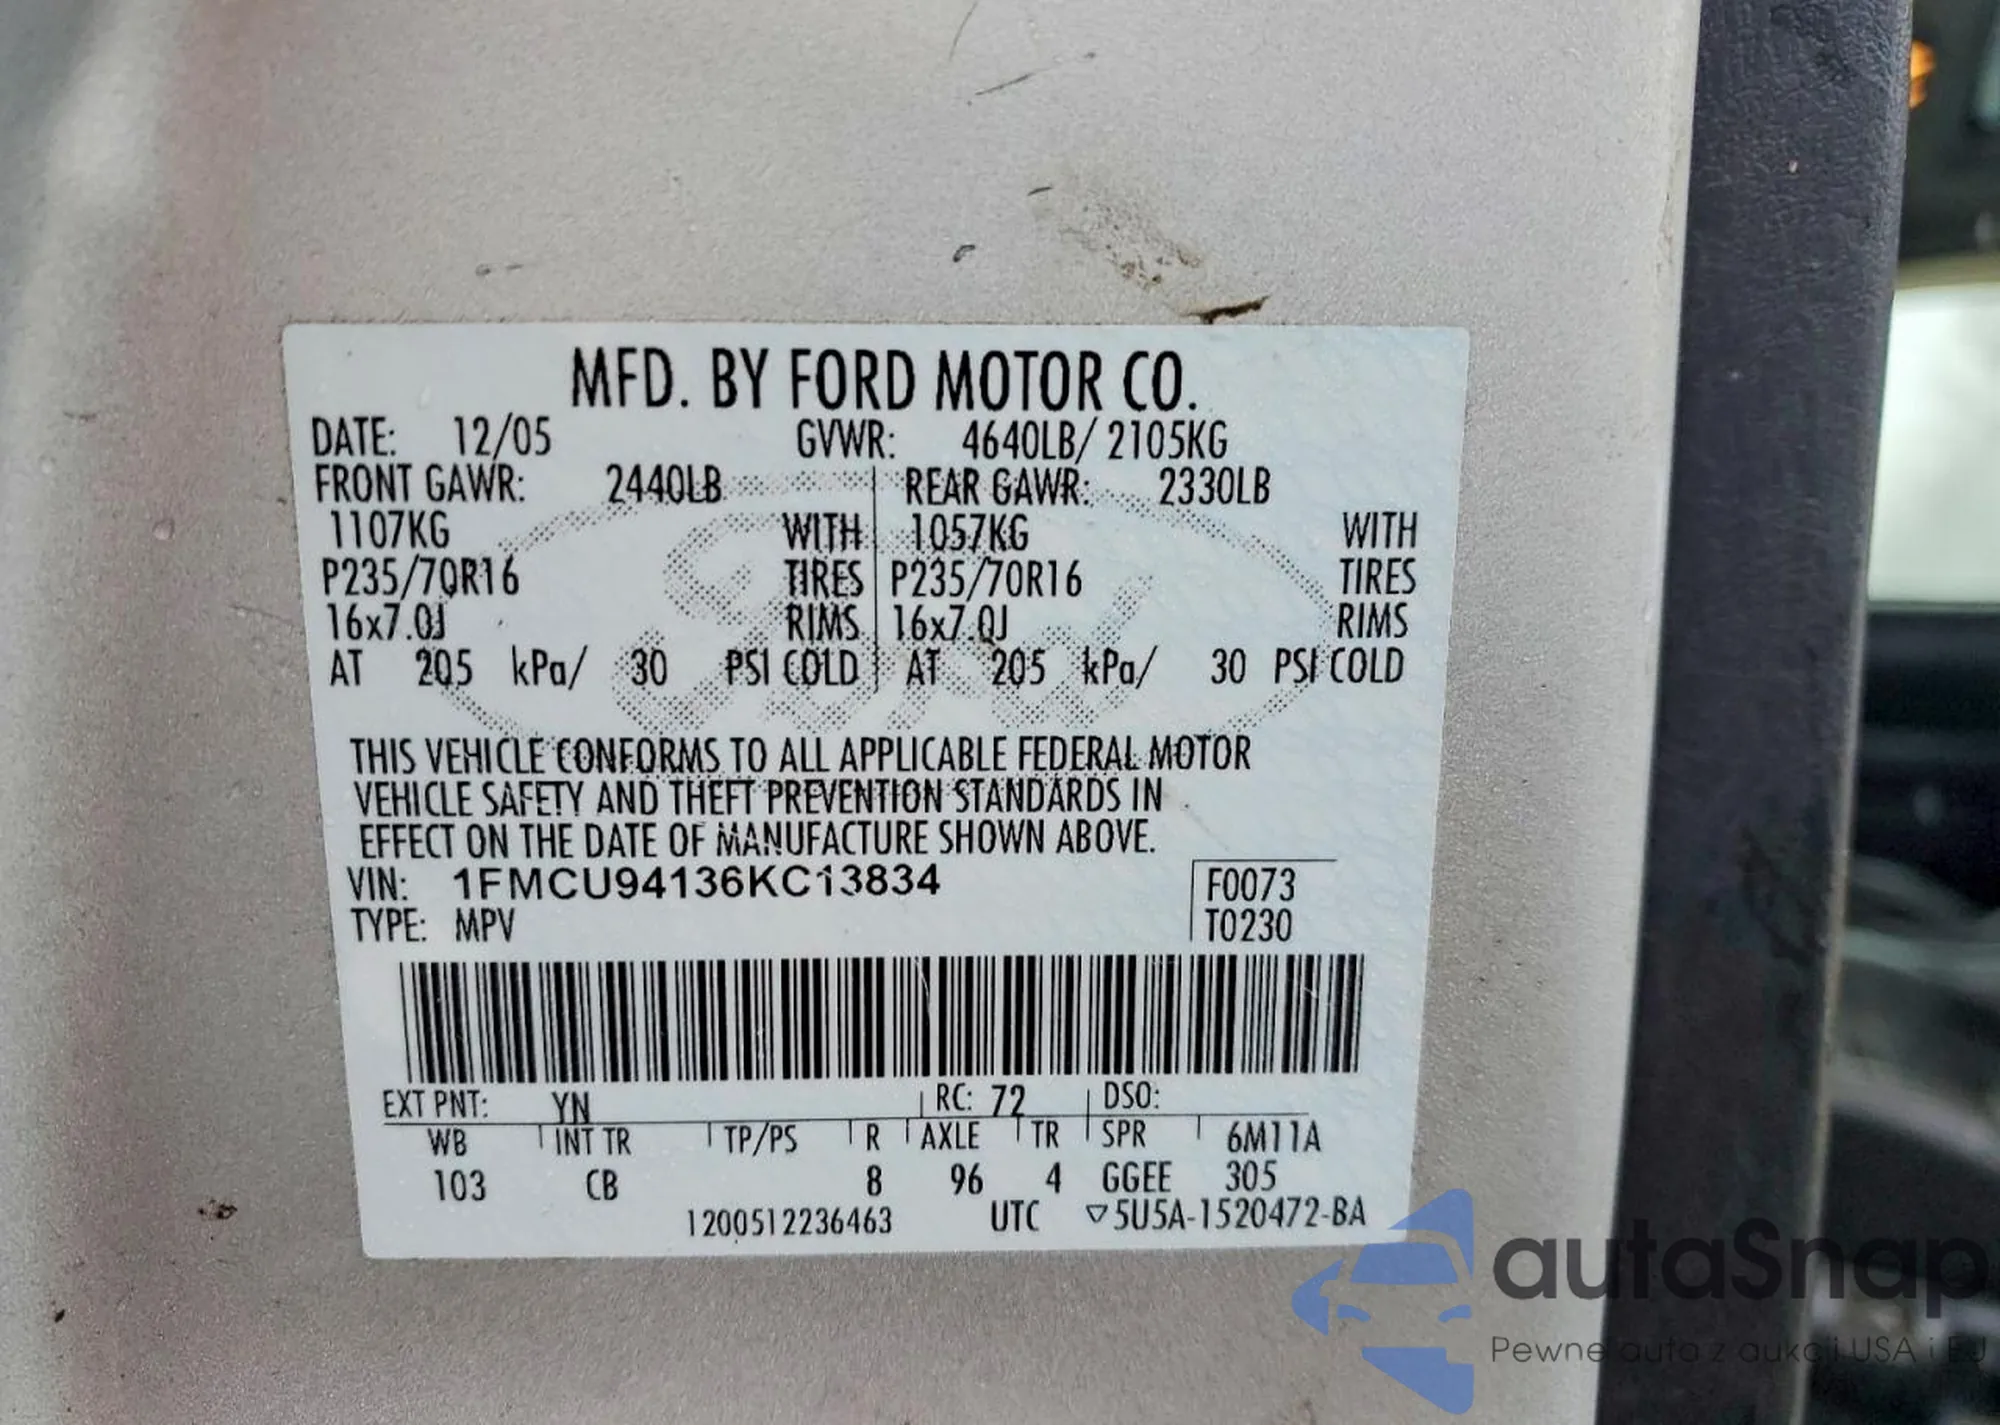 MFD. BY FORD MOTOR CO.
DATE: 12/05 GVWR: 4640LB/ 2105KG
FRONT GAWR: 2440LB REAR GAWR: 2330LB
1107KG WITH 1057KG WITH
P235/70R16 TIRES P235/70R16 TIRES
16x7.0J RIMS 16x7.0J RIMS
AT 205 kPa/ 30 PSI COLD AT 205 kPa/ 30 PSI COLD
THIS VEHICLE CONFORMS TO ALL APPLICABLE FEDERAL MOTOR
VEHICLE SAFETY AND THEFT PREVENTION STANDARDS IN
EFFECT ON THE DATE OF MANUFACTURE SHOWN ABOVE.
VIN: 1FMCU94136KC13834 F0073
TYPE: MPV T0230
EXT PNT: YN RC: 72 DSO:
WB INT TR TP/PS R AXLE TR SPR 6M11A
103 CB 8 96 4 GGEE 305
1200512236463 UTC ▽5U5A-1520472-BA
autaSnap
Pewne auta z aukcji USA i EU